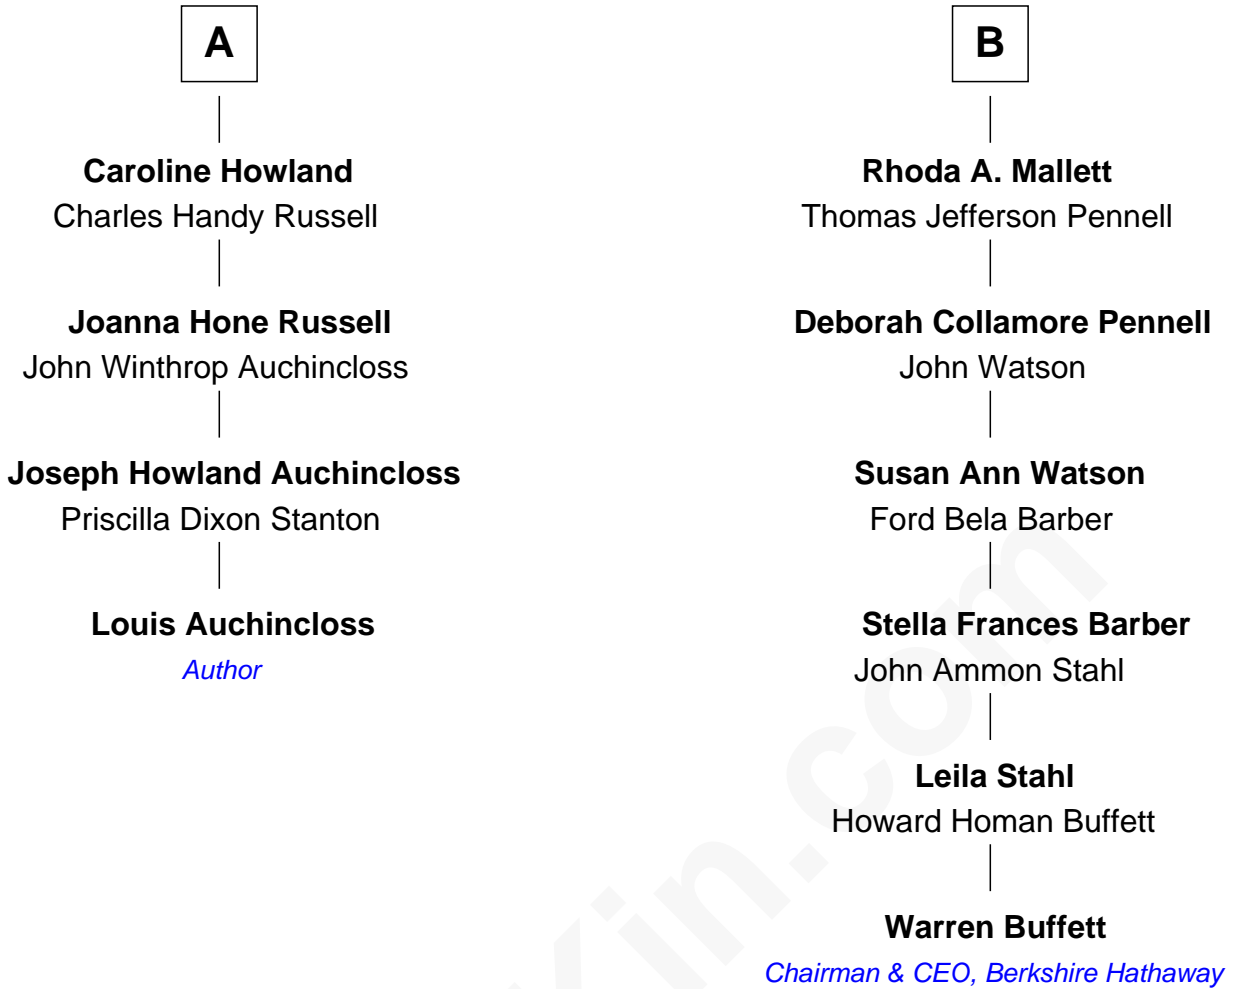 A
Caroline Howland
Charles Handy Russell
Joanna Hone Russell
John Winthrop Auchincloss
Joseph Howland Auchincloss
Priscilla Dixon Stanton
Louis Auchincloss
Author
B
Rhoda A. Mallett
Thomas Jefferson Pennell
Deborah Collamore Pennell
John Watson
Susan Ann Watson
Ford Bela Barber
Stella Frances Barber
John Ammon Stahl
Leila Stahl
Howard Homan Buffett
Warren Buffett
Chairman & CEO, Berkshire Hathaway
Kin.com